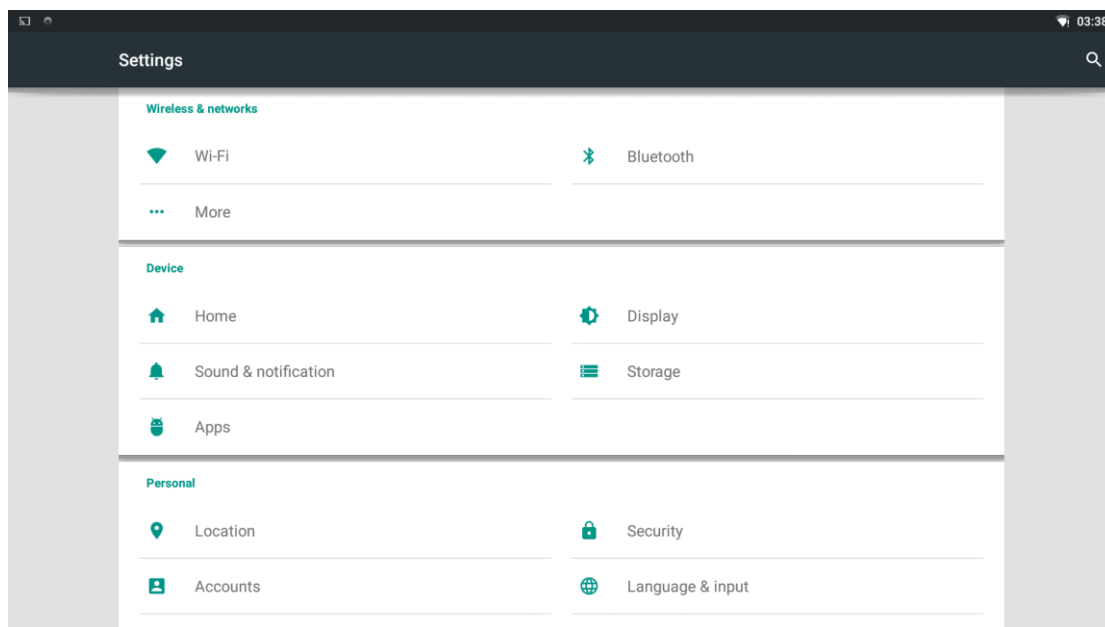 03:38
Settings
Wireless & networks
Wi-Fi
Bluetooth
More
Device
Home
Display
Sound & notification
Storage
Apps
Personal
Location
Security
Accounts
Language & input